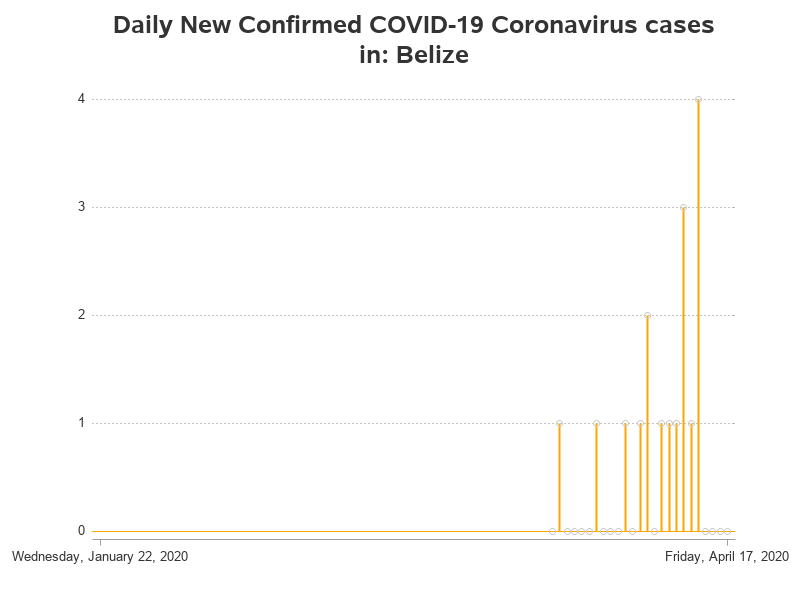 Daily New Confirmed COVID-19 Coronavirus cases
in: Belize
4
3
2
1
0
Wednesday, January 22, 2020 Friday, April 17, 2020